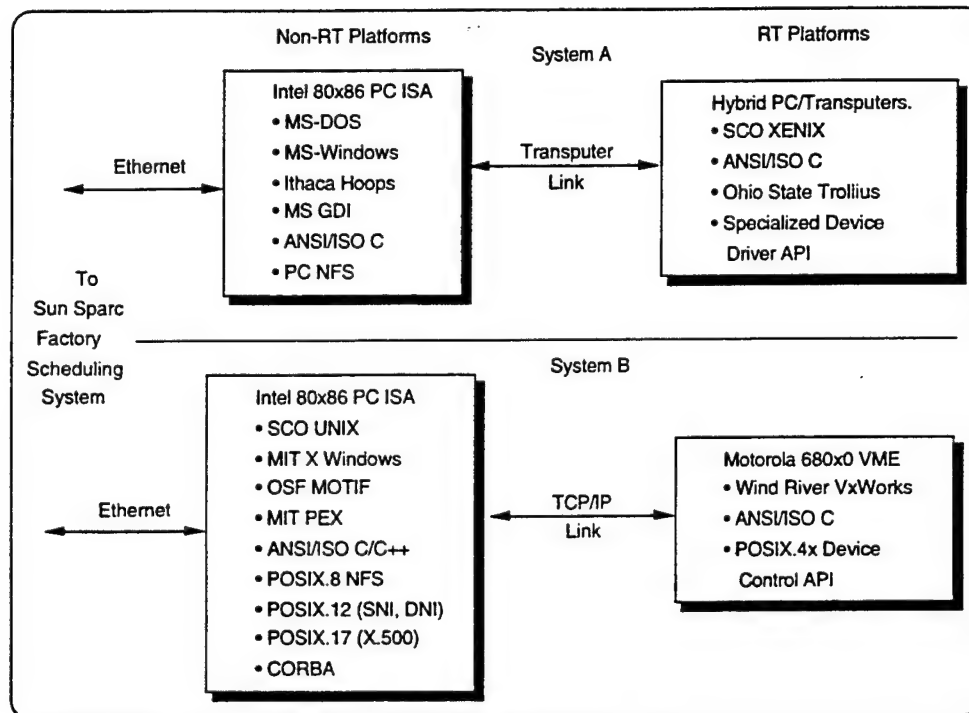 Non-RT Platforms
RT Platforms
System A
Intel 80x86 PC ISA
• MS-DOS
• MS-Windows
• Ithaca Hoops
• MS GDI
• ANSI/ISO C
• PC NFS
Hybrid PC/Transputers.
• SCO XENIX
• ANSI/ISO C
• Ohio State Trollius
• Specialized Device
Driver API
Ethernet
Transputer
Link
To
Sun Sparc
Factory
Scheduling
System
System B
Intel 80x86 PC ISA
• SCO UNIX
• MIT X Windows
• OSF MOTIF
• MIT PEX
• ANSI/ISO C/C++
• POSIX.8 NFS
• POSIX.12 (SNI, DNI)
• POSIX.17 (X.500)
• CORBA
Ethernet
TCP/IP
Link
Motorola 680x0 VME
• Wind River VxWorks
• ANSI/ISO C
• POSIX.4x Device
Control API